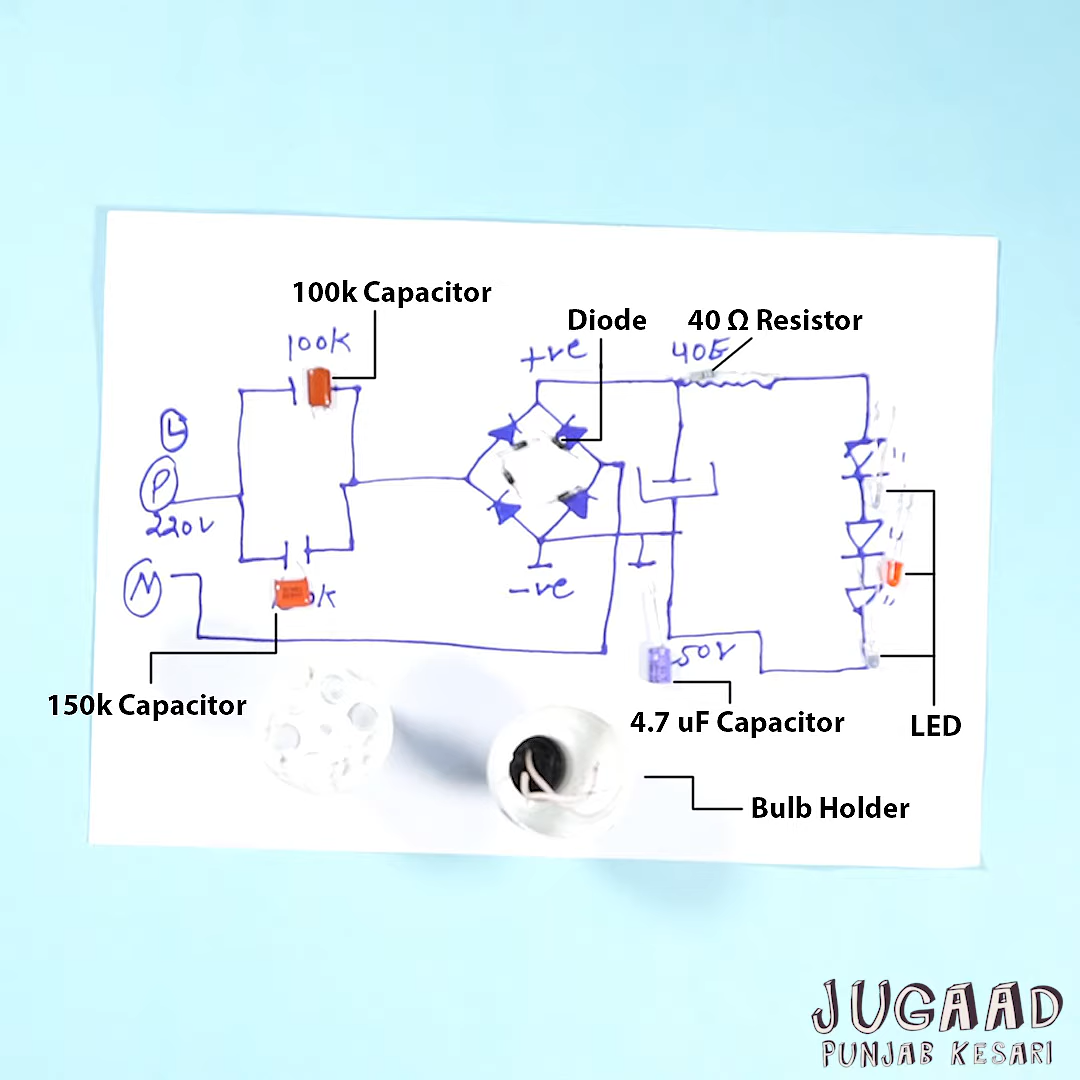 100k Capacitor
Diode
40 Ω Resistor
100K
+ve
40E
L
P
220V
N
-ve
50V
150k Capacitor
4.7 uF Capacitor
LED
Bulb Holder
JUGAAD
PUNJAB KESARI